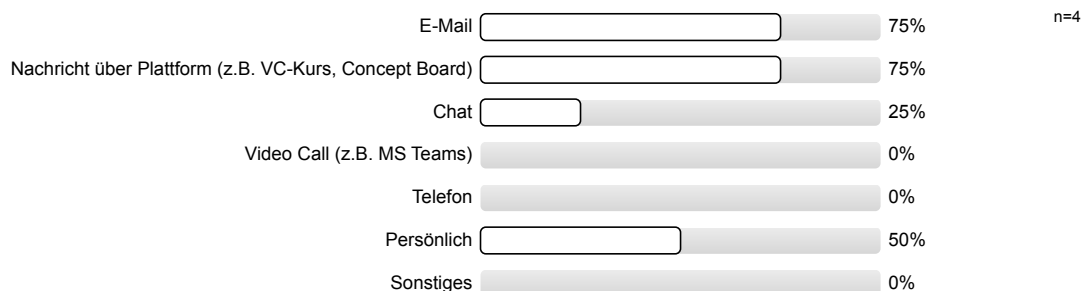 E-Mail 75% n=4
Nachricht über Plattform (z.B. VC-Kurs, Concept Board) 75%
Chat 25%
Video Call (z.B. MS Teams) 0%
Telefon 0%
Persönlich 50%
Sonstiges 0%